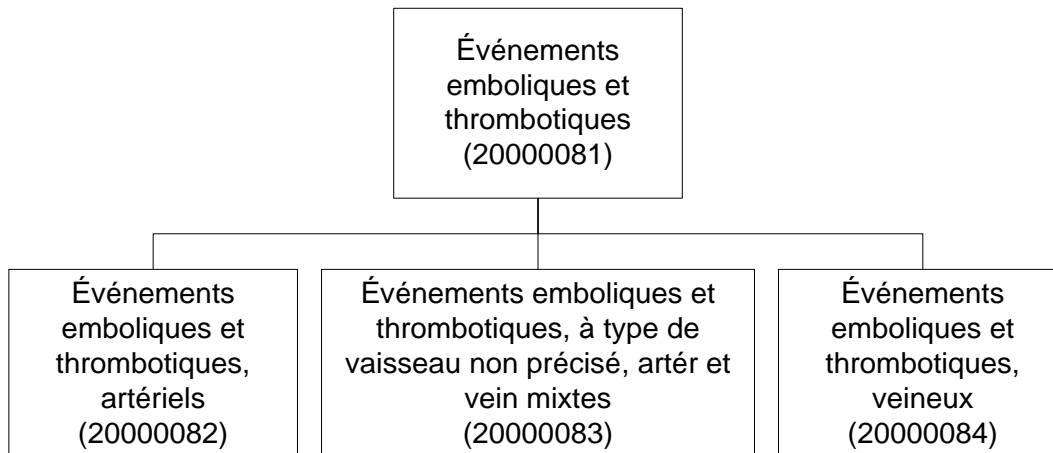 Événements
emboliques et
thrombotiques
(20000081)
Événements
emboliques et
thrombotiques,
artériels
(20000082)
Événements emboliques et
thrombotiques, à type de
vaisseau non précisé, artér et
vein mixtes
(20000083)
Événements
emboliques et
thrombotiques,
veineux
(20000084)